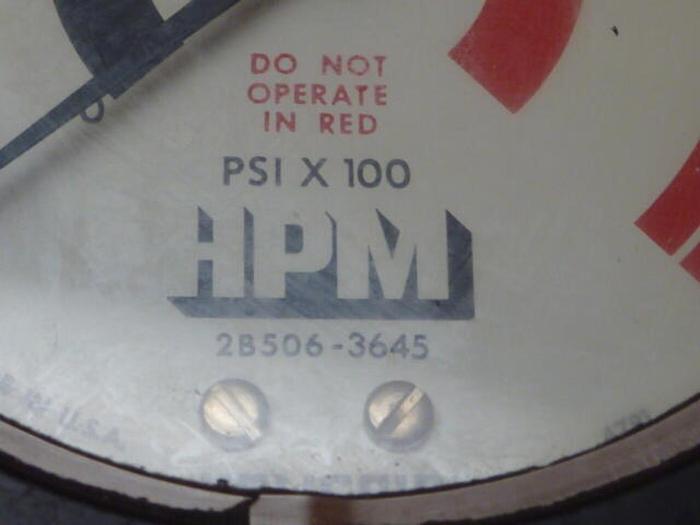 DO NOT
OPERATE
IN RED
PSI X 100
HPM
2B506-3645
U.S.A.